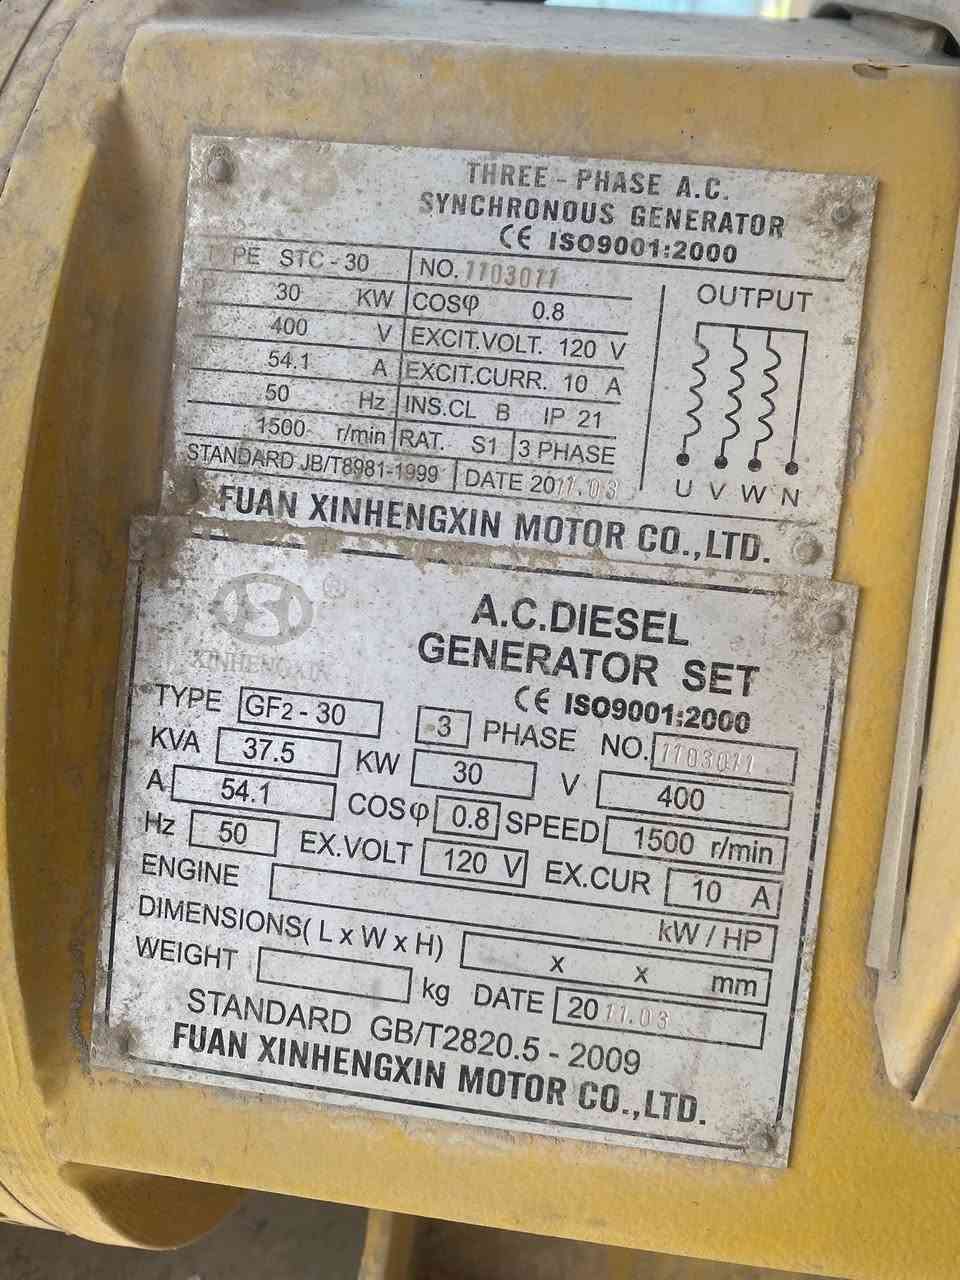 THREE-PHASE A.C.
SYNCHRONOUS GENERATOR
CE ISO9001:2000
TYPE STC-30 NO. 1103011
30 KW COSφ 0.8
400 V EXCIT.VOLT. 120 V
54.1 A EXCIT.CURR. 10 A
50 Hz INS.CL B IP 21
1500 r/min RAT. S1 3 PHASE
STANDARD JB/T8981-1999 DATE 2011.03
OUTPUT
U V W N
FUAN XINHENGXIN MOTOR CO.,LTD.
XINHENGXIN
A.C.DIESEL
GENERATOR SET
CE ISO9001:2000
TYPE GF2-30 3 PHASE NO. 1103011
KVA 37.5 KW 30 V 400
A 54.1 COSφ 0.8 SPEED 1500 r/min
Hz 50 EX.VOLT 120 V EX.CUR 10 A
ENGINE kW/HP
DIMENSIONS(LxWxH) x x mm
WEIGHT kg DATE 2011.03
STANDARD GB/T2820.5-2009
FUAN XINHENGXIN MOTOR CO.,LTD.